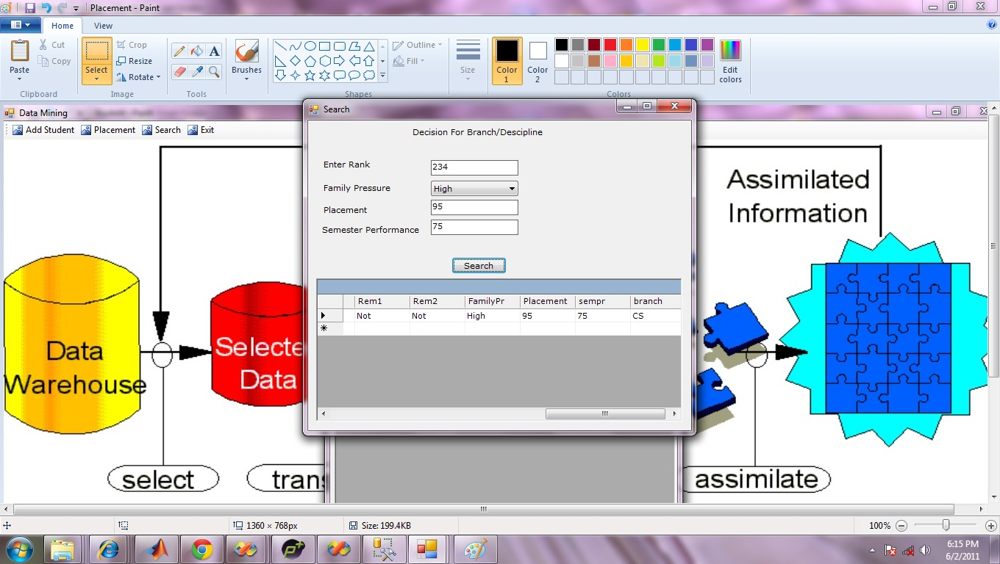 Placement - Paint
Home View
Paste
Cut
Copy
Clipboard
Select
Crop
Resize
Rotate
Image
A
Tools
Brushes
Shapes
Outline
Fill
Size
Color 1
Color 2
Edit colors
Colors
Data Mining
Add Student Placement Search Exit
Search
Decision For Branch/Descipline
Enter Rank 234
Family Pressure High
Placement 95
Semester Performance 75
Search
Rem1 Rem2 FamilyPr Placement sempr branch
Not Not High 95 75 CS
Data
Warehouse
Data
select
Assimilated
Information
assimilate
1360 × 768px
Size: 199.4KB
100%
6:15 PM
6/2/2011